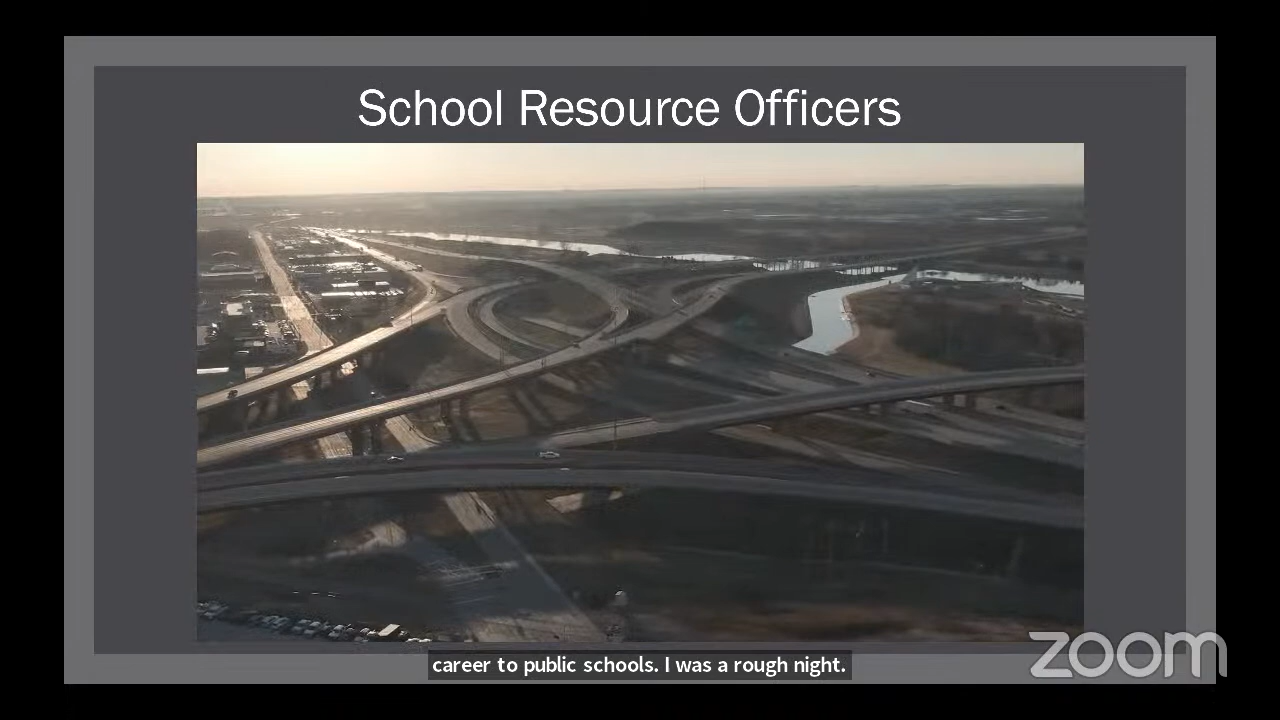 School Resource Officers
career to public schools. I was a rough night.
zoom